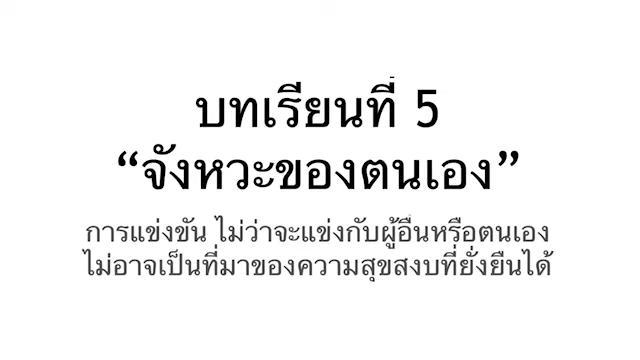 บทเรียนที่ 5
“จังหวะของตนเอง”
การแข่งขัน ไม่ว่าจะแข่งกับผู้อื่นหรือตนเอง
ไม่อาจเป็นที่มาของความสุขสงบที่ยั่งยืนได้